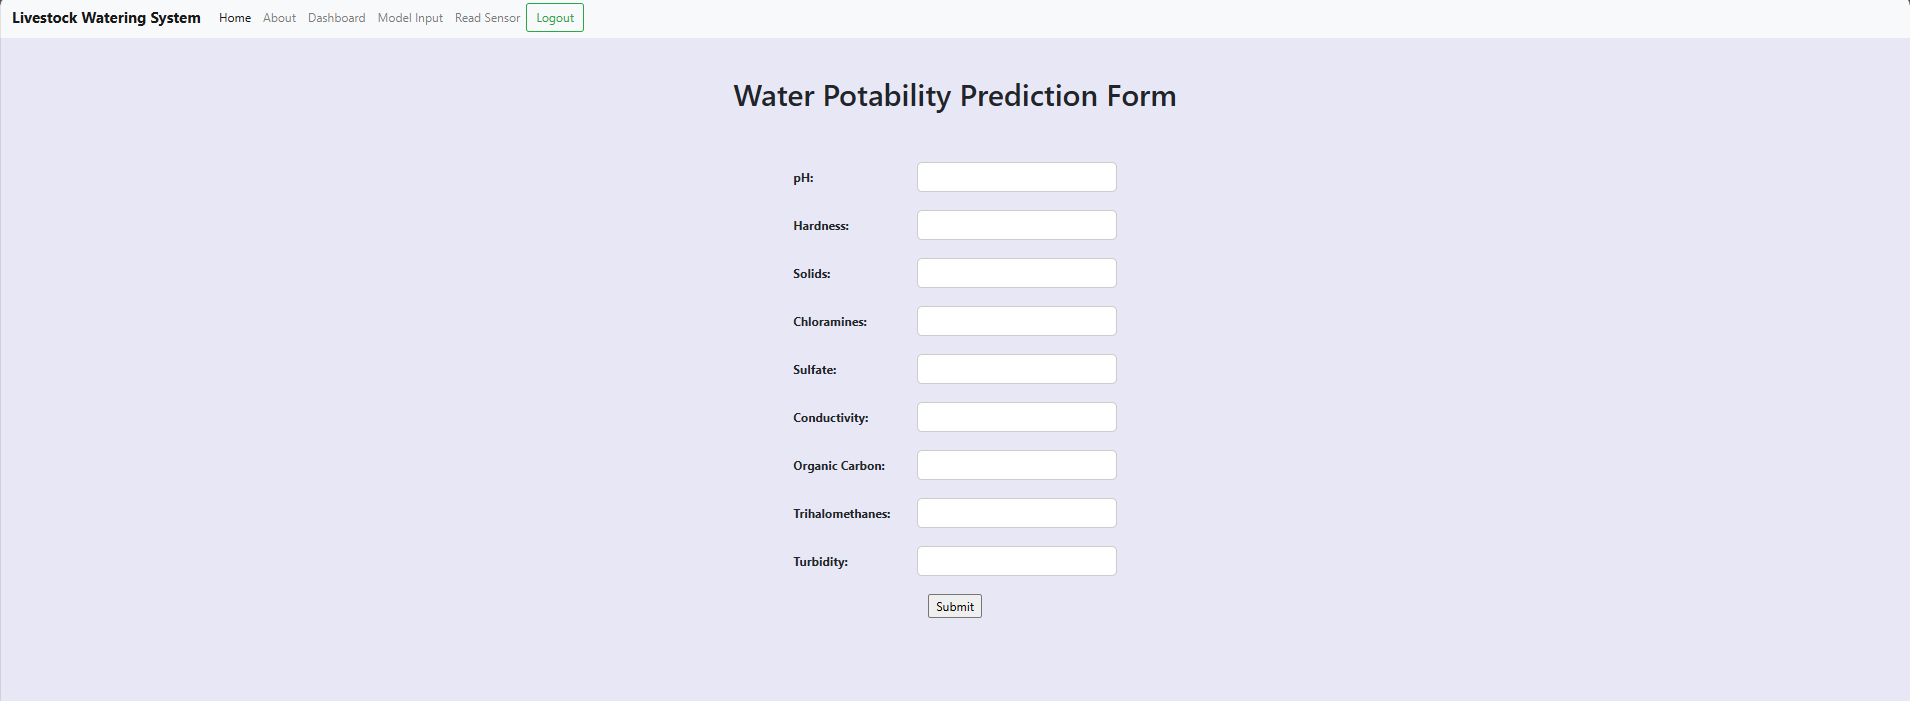 Livestock Watering System Home About Dashboard Model Input Read Sensor Logout
Water Potability Prediction Form
pH:
Hardness:
Solids:
Chloramines:
Sulfate:
Conductivity:
Organic Carbon:
Trihalomethanes:
Turbidity:
Submit